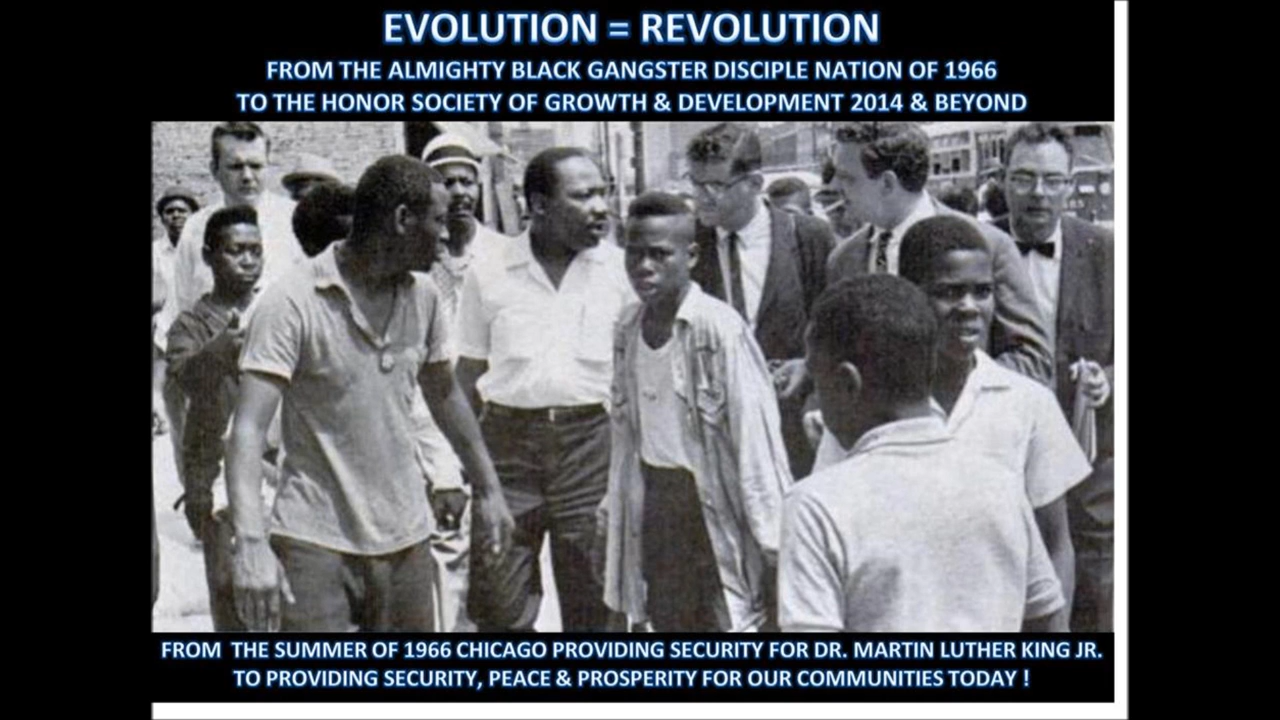 EVOLUTION = REVOLUTION
FROM THE ALMIGHTY BLACK GANGSTER DISCIPLE NATION OF 1966
TO THE HONOR SOCIETY OF GROWTH & DEVELOPMENT 2014 & BEYOND
FROM THE SUMMER OF 1966 CHICAGO PROVIDING SECURITY FOR DR. MARTIN LUTHER KING JR.
TO PROVIDING SECURITY, PEACE & PROSPERITY FOR OUR COMMUNITIES TODAY !